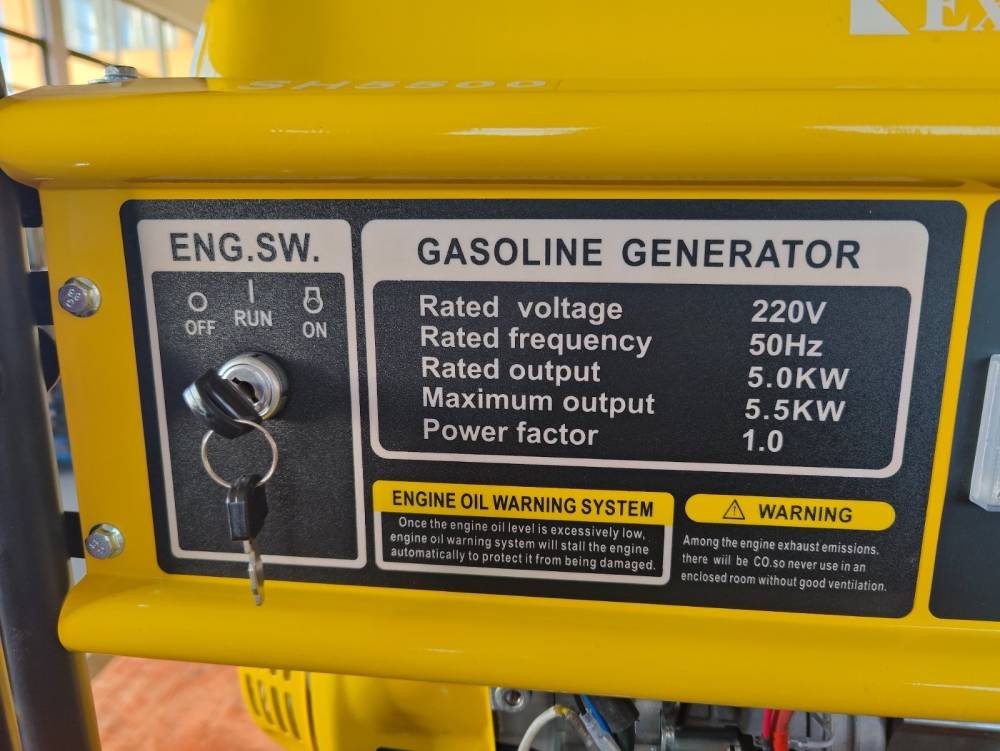 EX
SH5500
ENG.SW.
OFF RUN ON
GASOLINE GENERATOR
Rated voltage 220V
Rated frequency 50Hz
Rated output 5.0KW
Maximum output 5.5KW
Power factor 1.0
ENGINE OIL WARNING SYSTEM
Once the engine oil level is excessively low,
engine oil warning system will stall the engine
automatically to protect it from being damaged.
WARNING
Among the engine exhaust emissions.
there will be CO.so never use in an
enclosed room without good ventilation.